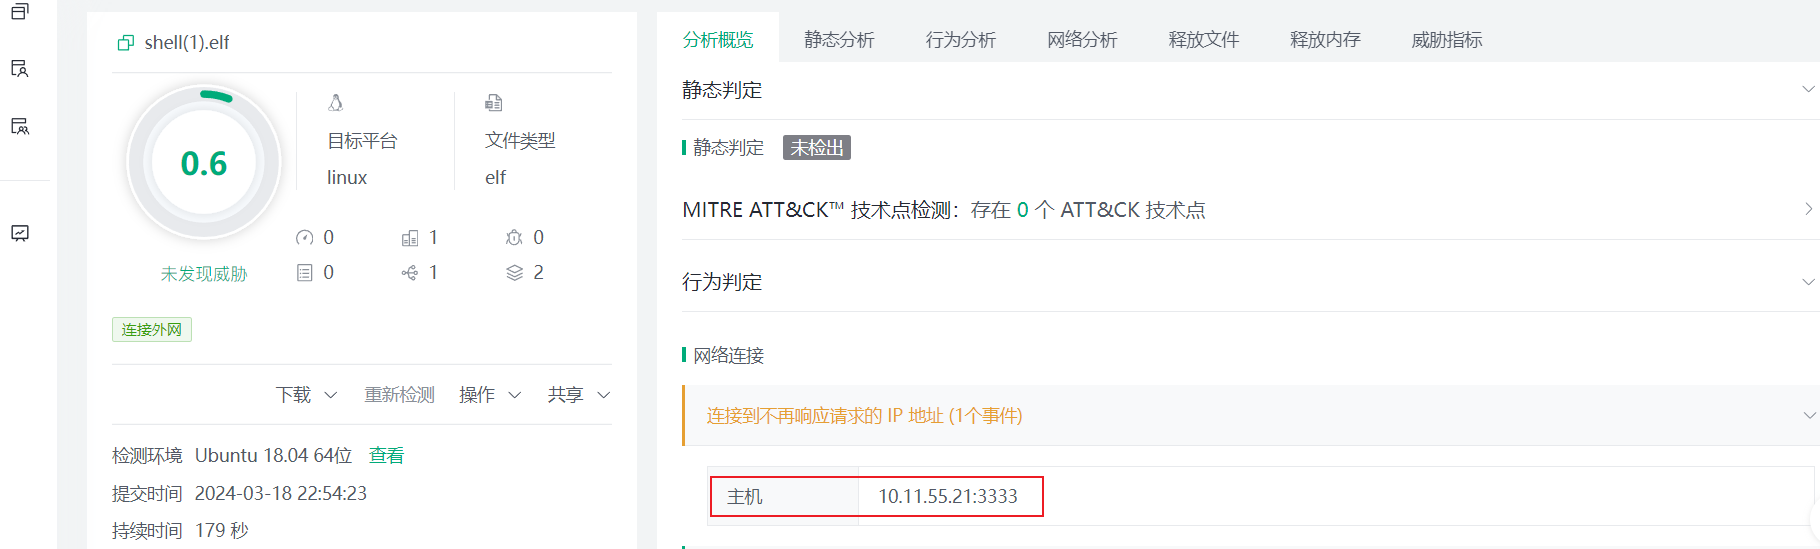 shell(1).elf
0.6
未发现威胁
目标平台
linux
文件类型
elf
0 1 0
0 1 2
连接外网
下载 重新检测 操作 共享
检测环境 Ubuntu 18.04 64位 查看
提交时间 2024-03-18 22:54:23
持续时间 179 秒
分析概览 静态分析 行为分析 网络分析 释放文件 释放内存 威胁指标
静态判定
静态判定 未检出
MITRE ATT&CK™ 技术点检测：存在 0 个 ATT&CK 技术点
行为判定
网络连接
连接到不再响应请求的 IP 地址 (1个事件)
主机 10.11.55.21:3333